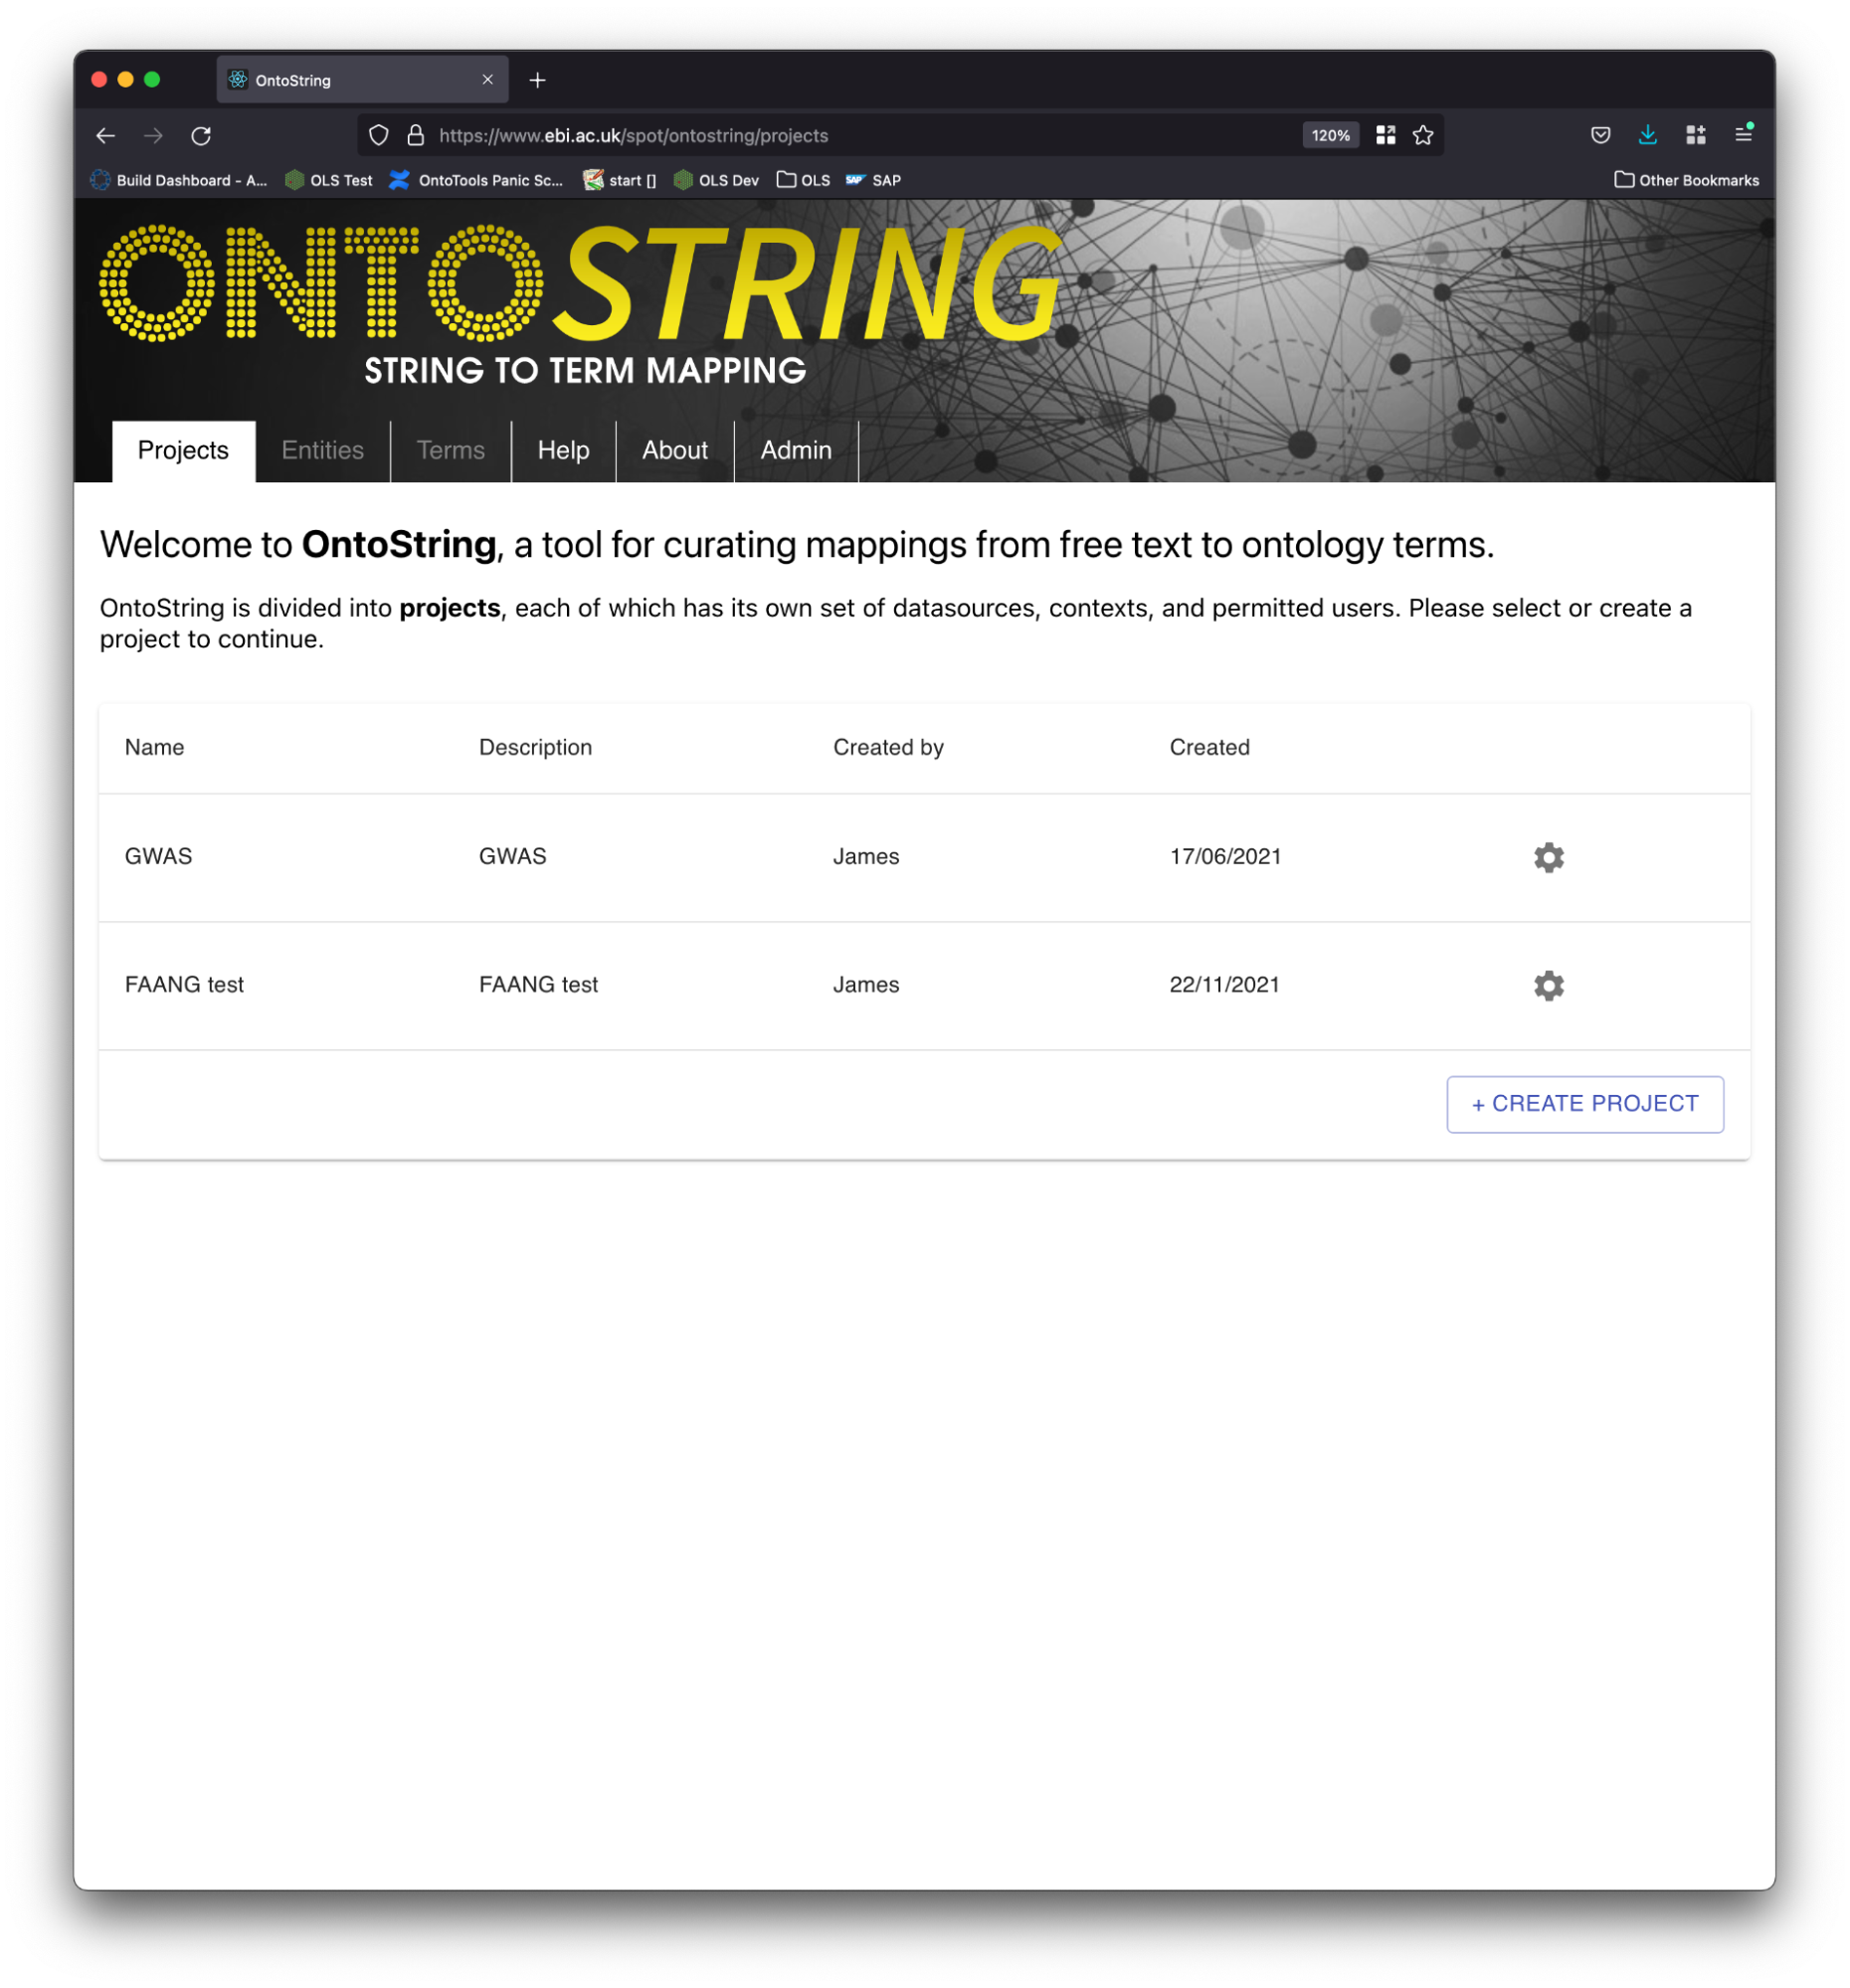 OntoString
https://www.ebi.ac.uk/spot/ontostring/projects 120%
Build Dashboard - A... OLS Test OntoTools Panic Sc... start [] OLS Dev OLS SAP SAP Other Bookmarks
ONTOSTRING
STRING TO TERM MAPPING
Projects Entities Terms Help About Admin
Welcome to OntoString, a tool for curating mappings from free text to ontology terms.
OntoString is divided into projects, each of which has its own set of datasources, contexts, and permitted users. Please select or create a
project to continue.
Name Description Created by Created
GWAS GWAS James 17/06/2021
FAANG test FAANG test James 22/11/2021
+ CREATE PROJECT